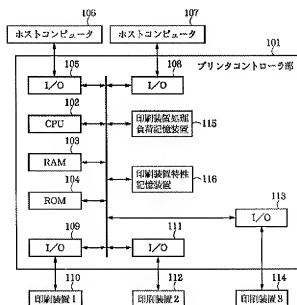 106
107
ホストコンピュータ
ホストコンピュータ
101
プリンタコントローラ部
105
108
I/O
I/O
102
CPU
印刷装置処理
負荷記憶装置
115
103
RAM
104
印刷装置特性
記憶装置
116
ROM
113
I/O
109
111
I/O
I/O
110
112
114
印刷装置1
印刷装置2
印刷装置3